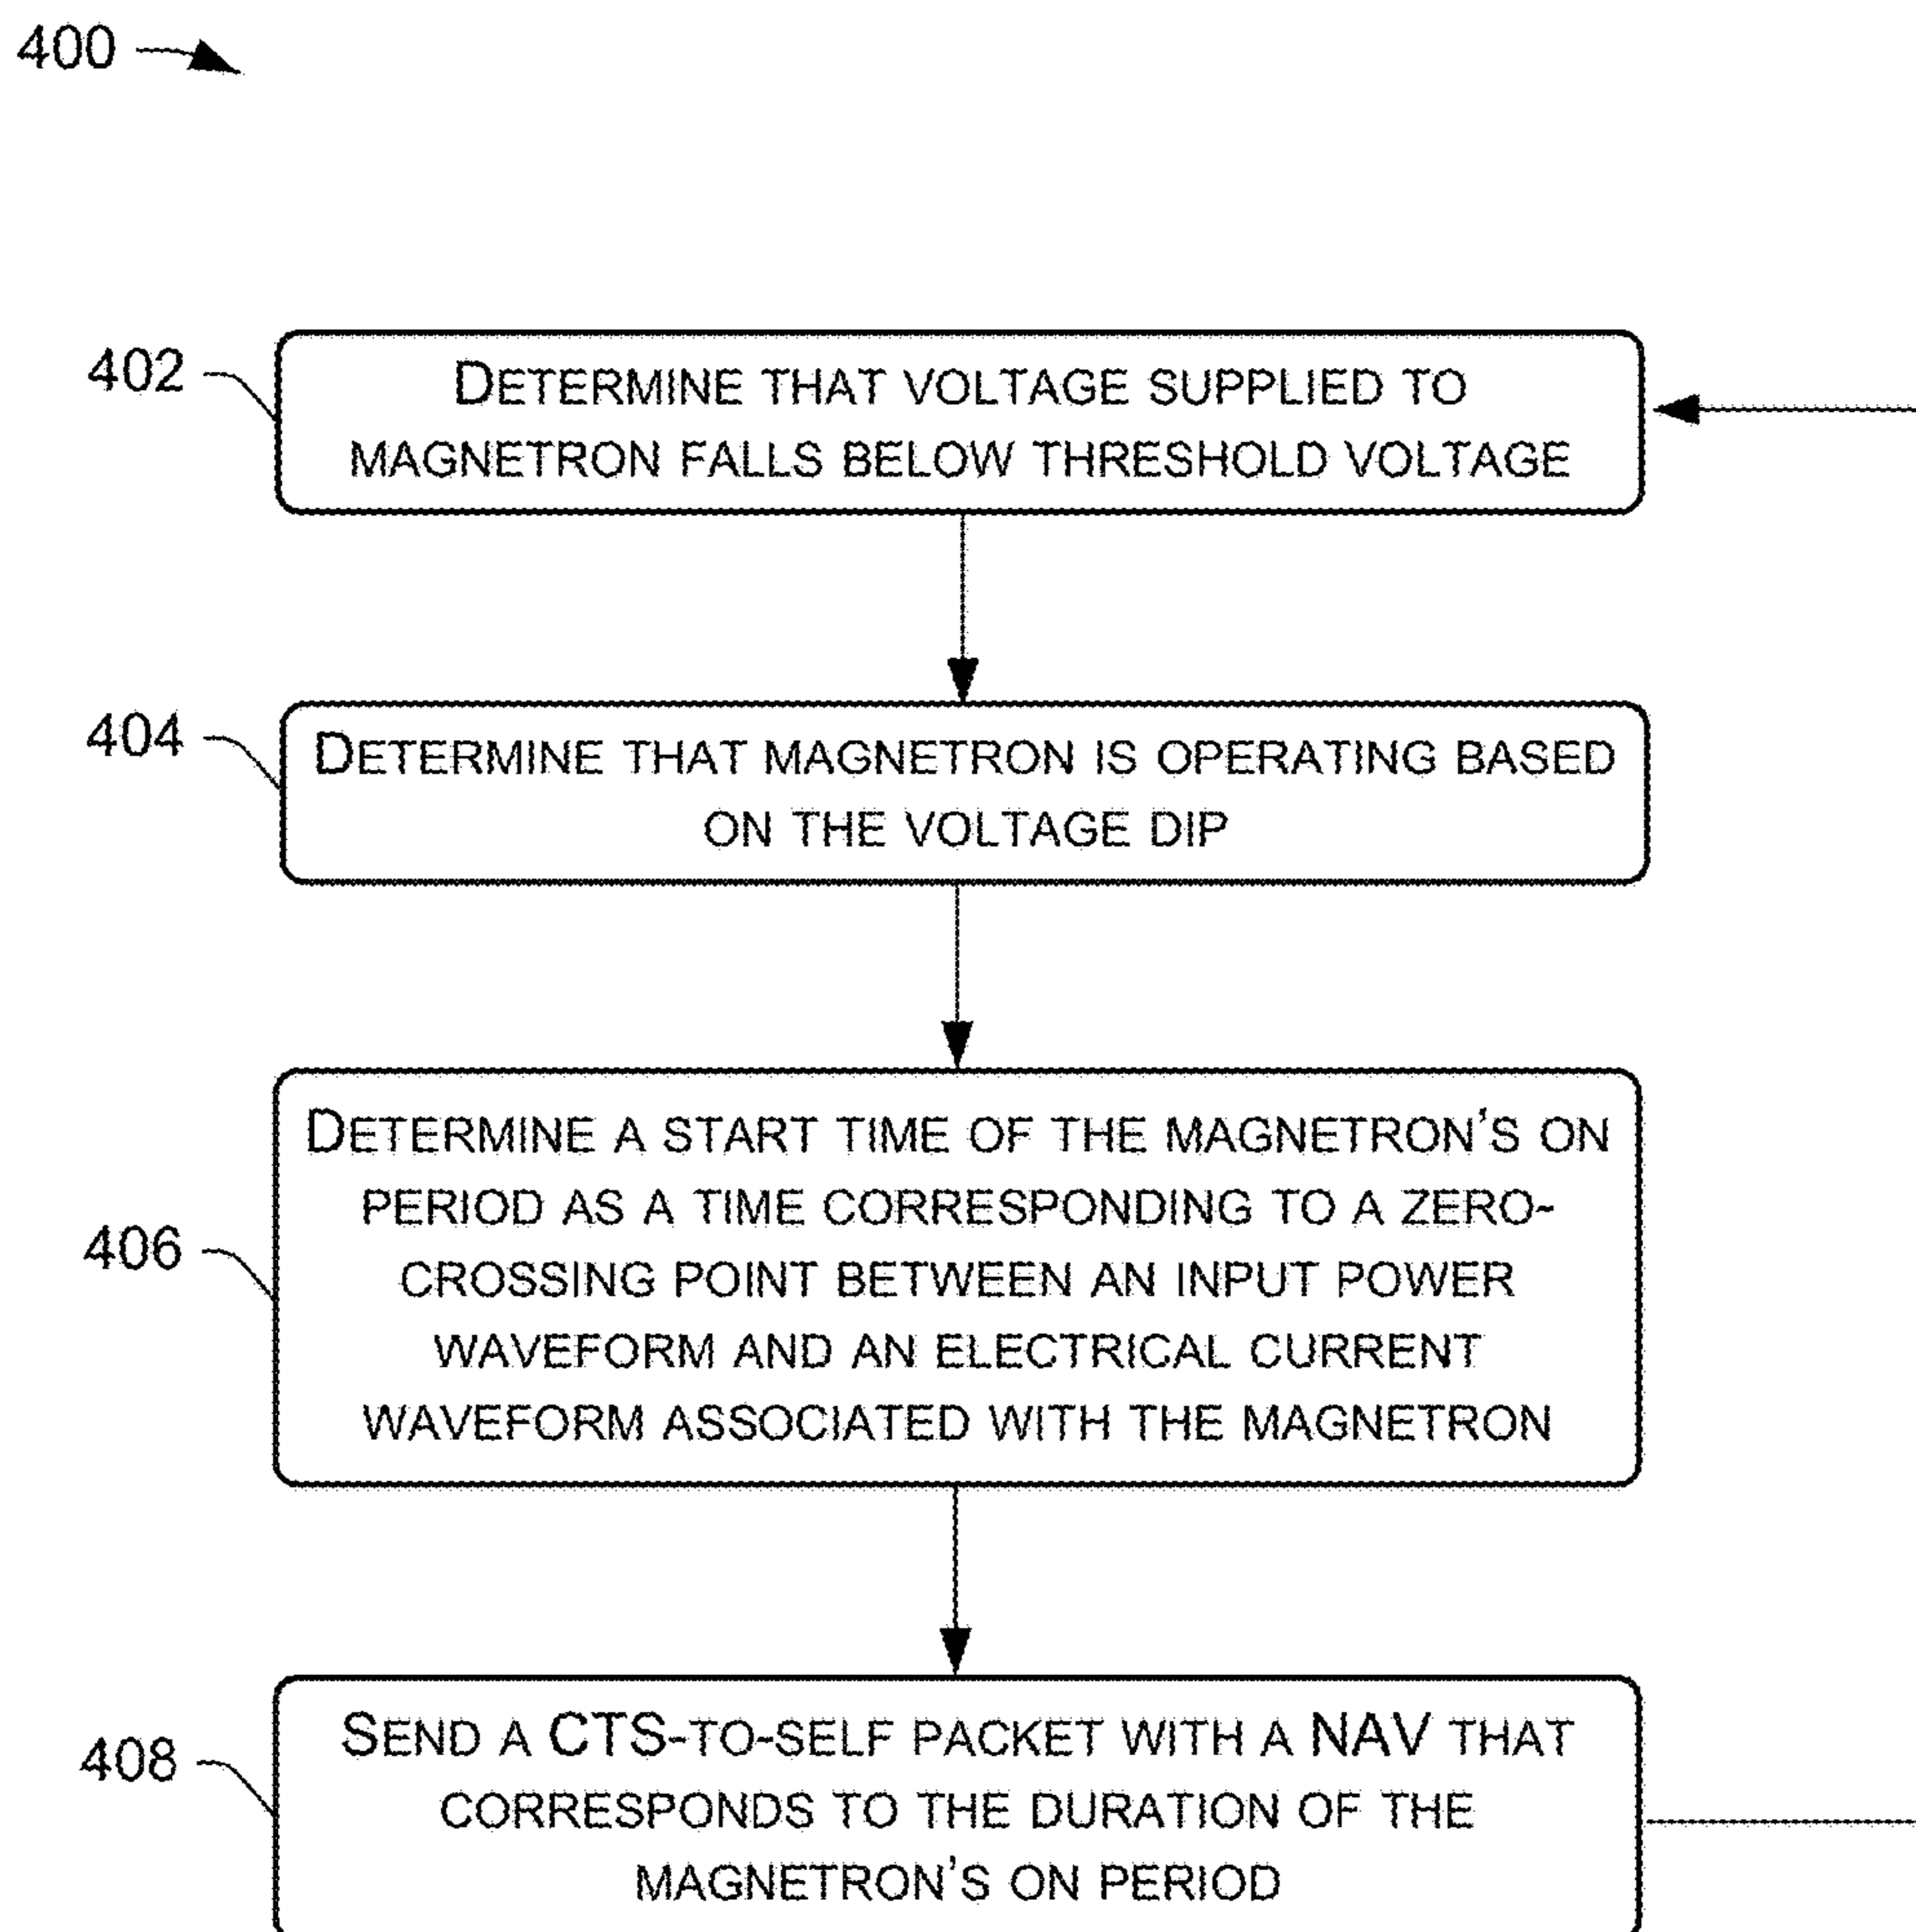 400
402
DETERMINE THAT VOLTAGE SUPPLIED TO
MAGNETRON FALLS BELOW THRESHOLD VOLTAGE
404
DETERMINE THAT MAGNETRON IS OPERATING BASED
ON THE VOLTAGE DIP
406
DETERMINE A START TIME OF THE MAGNETRON'S ON
PERIOD AS A TIME CORRESPONDING TO A ZERO-
CROSSING POINT BETWEEN AN INPUT POWER
WAVEFORM AND AN ELECTRICAL CURRENT
WAVEFORM ASSOCIATED WITH THE MAGNETRON
408
SEND A CTS-TO-SELF PACKET WITH A NAV THAT
CORRESPONDS TO THE DURATION OF THE
MAGNETRON'S ON PERIOD